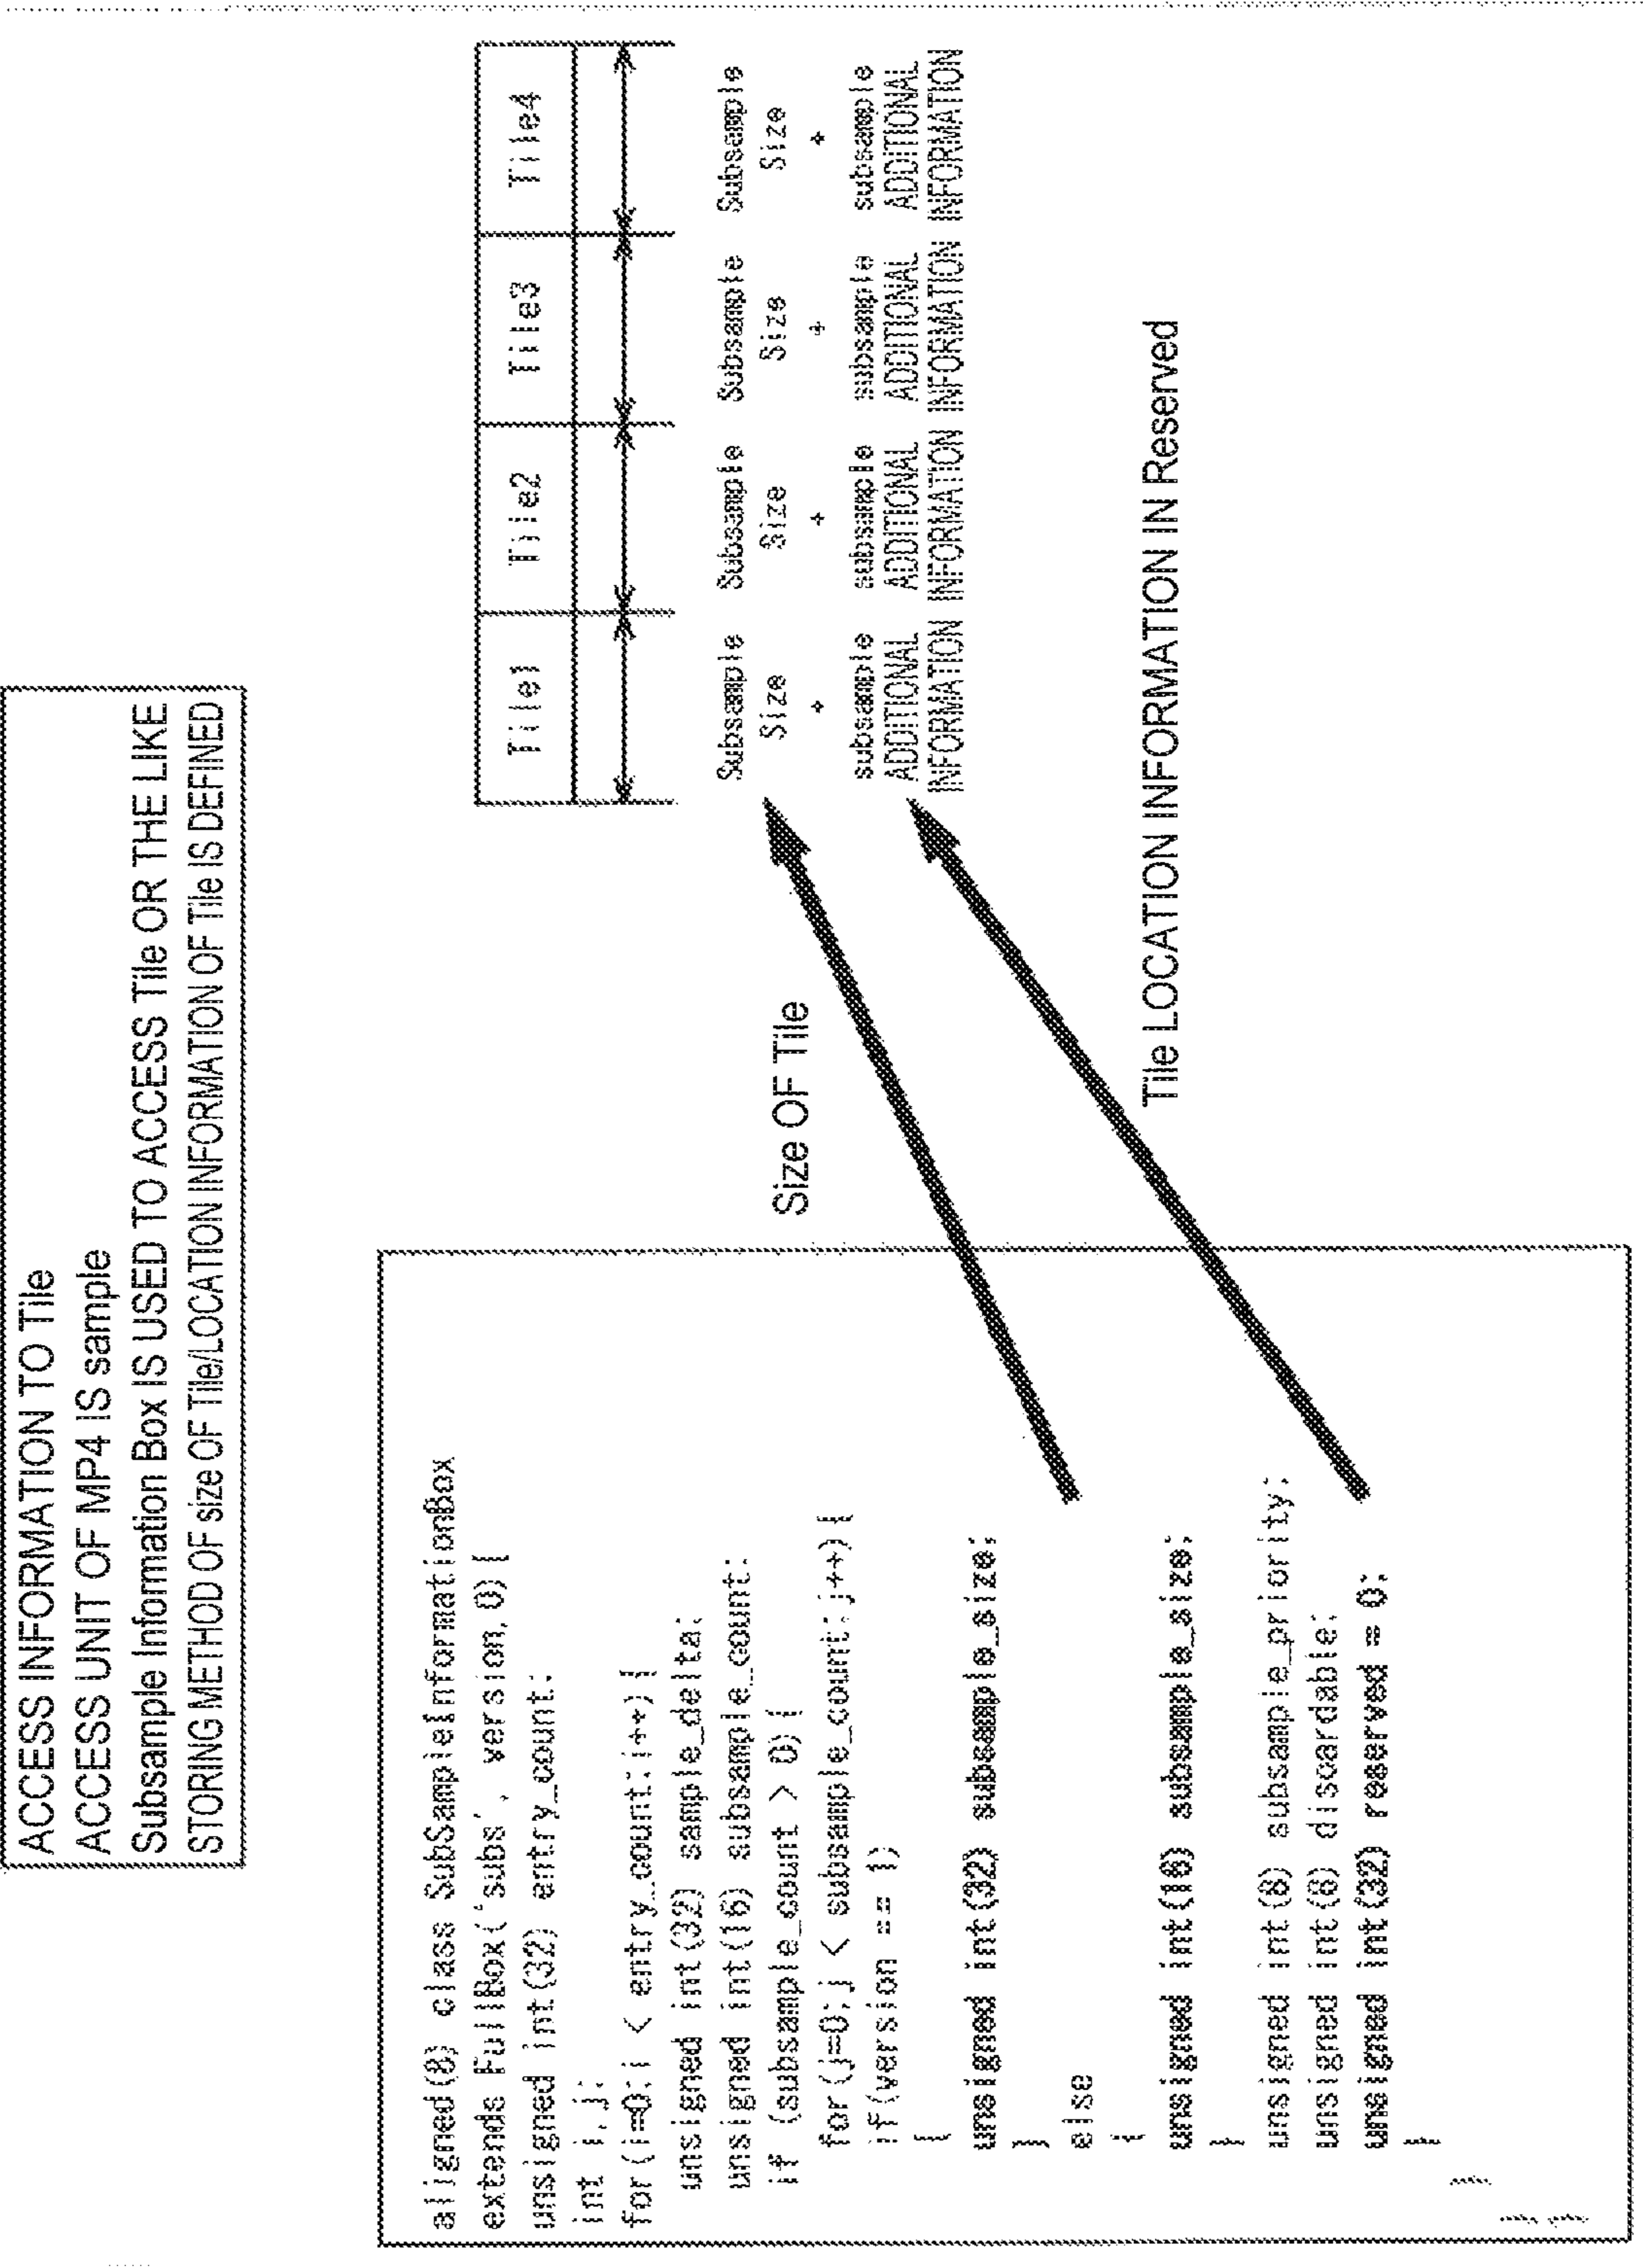 ACCESS INFORMATION TO Tile
ACCESS UNIT OF MP4 IS sample
Subsample Information Box IS USED TO ACCESS Tile OR THE LIKE
STORING METHOD OF size OF Tile/LOCATION INFORMATION OF Tile IS DEFINED
aligned(8) class SubSampleInformationBox
extends FullBox('subs', version, 0) {
unsigned int(32) entry_count;
int i,j;
for(i=0;i < entry_count;i++){
unsigned int(32) sample_delta;
unsigned int(16) subsample_count;
if (subsample_count > 0){
for(j=0;j < subsample_count;j++){
if(version == 1)
{
unsigned int(32) subsample_size;
}
else
{
unsigned int(16) subsample_size;
}
unsigned int(8) subsample_priority;
unsigned int(8) discardable;
unsigned int(32) reserved = 0;
}
}
}
}
Size OF Tile
Tile LOCATION INFORMATION IN Reserved
Tile1 Tile2 Tile3 Tile4
Subsample Subsample Subsample Subsample
Size Size Size Size
+ + + +
subsample subsample subsample subsample
ADDITIONAL ADDITIONAL ADDITIONAL ADDITIONAL
INFORMATION INFORMATION INFORMATION INFORMATION